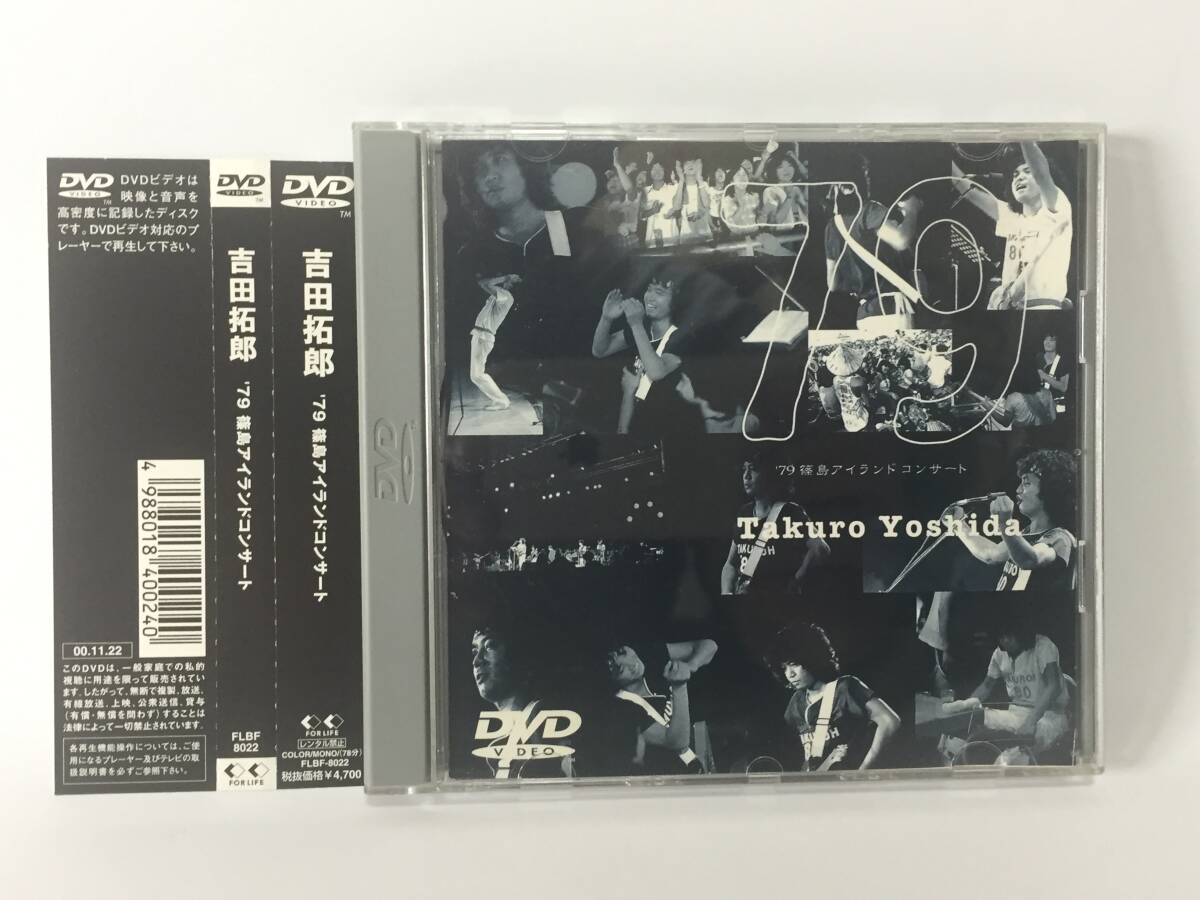 DVD
VIDEO
TM
DVDビデオは
映像と音声を
高密度に記録したディスク
です。DVDビデオ対応のプ
レーヤーで再生して下さい。
4 988018 400240
00.11.22
このDVDは、一般家庭での私的
視聴に用途を限って販売されてい
ます。したがって、無断で複製、放送、
有線放送、上映、公衆送信、貸与
(有償・無償を問わず)することは
法律によって一切禁止されています。
各再生機能操作については、ご使
用になるプレーヤー及びテレビの取
扱説明書を必ずご参照下さい。
DVD
VIDEO
TM
吉田拓郎
'79 篠島アイランドコンサート
FLBF
8022
FOR LIFE
DVD
VIDEO
TM
吉田拓郎
'79 篠島アイランドコンサート
FOR LIFE
レンタル禁止
COLOR/MONO/(78分)
FLBF-8022
税抜価格¥4,700
DVD
79
'79 篠島アイランド コンサート
Takuro Yoshida
DVD
VIDEO